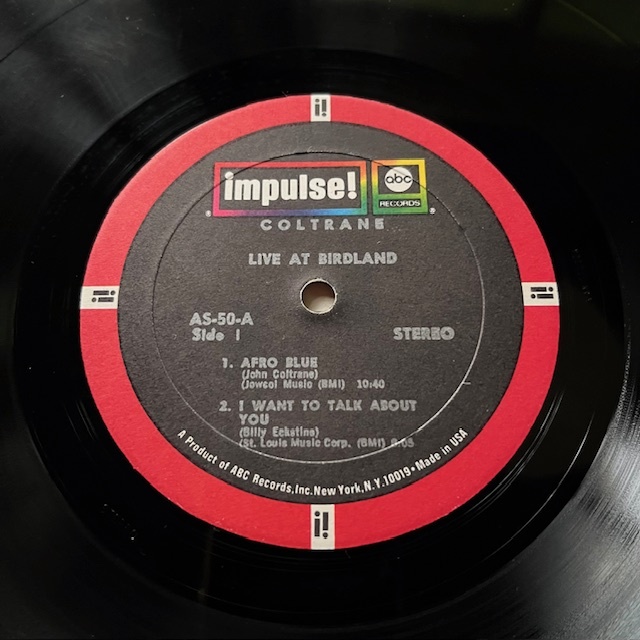 i!
impulse! abc RECORDS
COLTRANE
LIVE AT BIRDLAND
AS-50-A
Side 1 STEREO
1. AFRO BLUE
(John Coltrane)
(Jowcol Music (BMI) 10:40
2. I WANT TO TALK ABOUT
YOU
(Billy Eckstine)
(St. Louis Music Corp. (BMI) 8:05
A Product of ABC Records, Inc. New York, N.Y. 10019 • Made in USA
i!
i!
i!